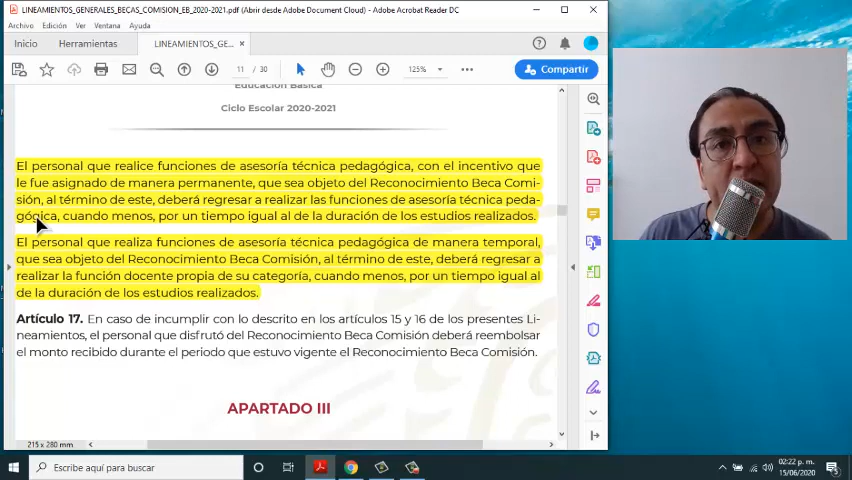 LINEAMIENTOS_GENERALES_BECAS_COMISION_EB_2020-2021.pdf (Abrir desde Adobe Document Cloud) - Adobe Acrobat Reader DC
Archivo Edición Ver Ventana Ayuda
Inicio Herramientas LINEAMIENTOS_GE... ×
11 / 30 125% Compartir
Educación Básica
Ciclo Escolar 2020-2021
El personal que realice funciones de asesoría técnica pedagógica, con el incentivo que
le fue asignado de manera permanente, que sea objeto del Reconocimiento Beca Comi-
sión, al término de este, deberá regresar a realizar las funciones de asesoría técnica peda-
gógica, cuando menos, por un tiempo igual al de la duración de los estudios realizados.
El personal que realiza funciones de asesoría técnica pedagógica de manera temporal,
que sea objeto del Reconocimiento Beca Comisión, al término de este, deberá regresar a
realizar la función docente propia de su categoría, cuando menos, por un tiempo igual al
de la duración de los estudios realizados.
Artículo 17. En caso de incumplir con lo descrito en los artículos 15 y 16 de los presentes Li-
neamientos, el personal que disfrutó del Reconocimiento Beca Comisión deberá reembolsar
el monto recibido durante el periodo que estuvo vigente el Reconocimiento Beca Comisión.
APARTADO III
215 x 280 mm
Escribe aquí para buscar
02:22 p. m.
15/06/2020